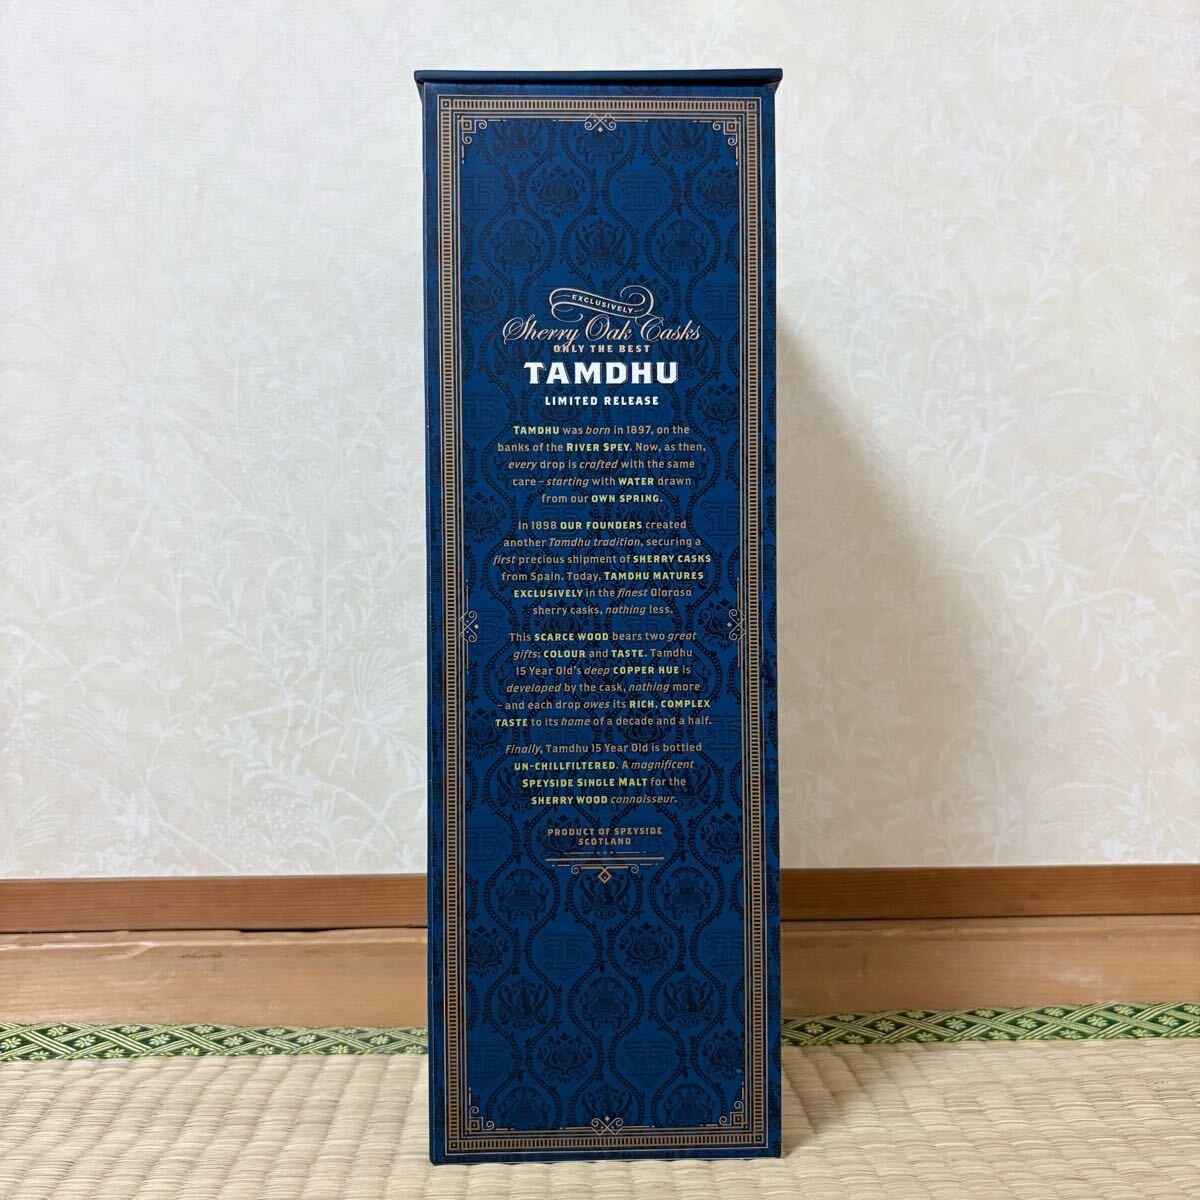 EXCLUSIVELY
Sherry Oak Casks
ONLY THE BEST
TAMDHU
LIMITED RELEASE
TAMDHU was born in 1897, on the
banks of the RIVER SPEY. Now, as then,
every drop is crafted with the same
care – starting with WATER drawn
from our OWN SPRING.
In 1898 OUR FOUNDERS created
another Tamdhu tradition, securing a
first precious shipment of SHERRY CASKS
from Spain. Today, TAMDHU MATURES
EXCLUSIVELY in the finest Oloroso
sherry casks, nothing less.
This SCARCE WOOD bears two great
gifts: COLOUR and TASTE. Tamdhu
15 Year Old's deep COPPER HUE is
developed by the cask, nothing more
– and each drop owes its RICH, COMPLEX
TASTE to its home of a decade and a half.
Finally, Tamdhu 15 Year Old is bottled
UN-CHILLFILTERED. A magnificent
SPEYSIDE SINGLE MALT for the
SHERRY WOOD connoisseur.
PRODUCT OF SPEYSIDE
SCOTLAND